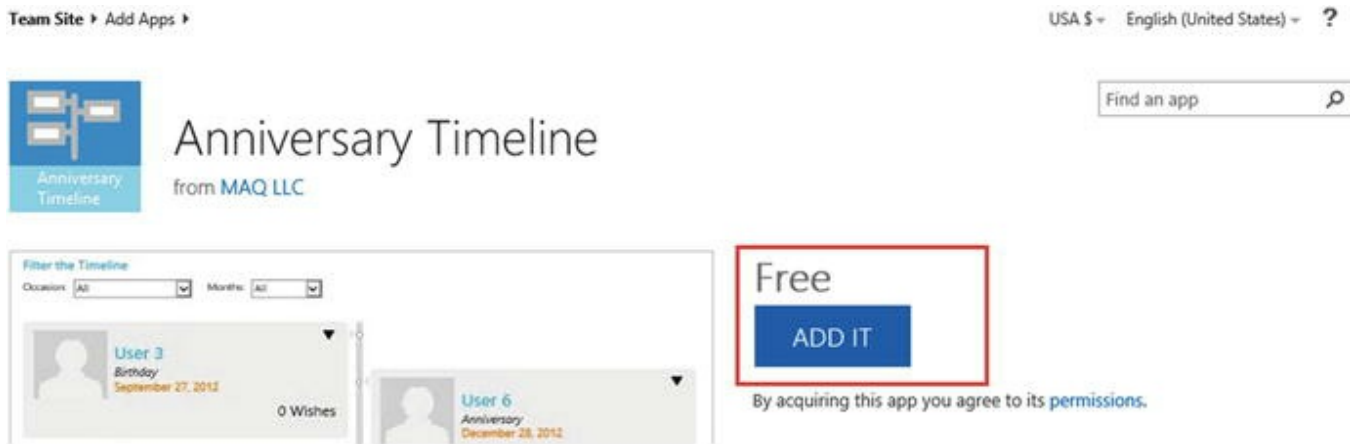 Team Site ▸ Add Apps ▸
USA $ English (United States) ?
Find an app
Anniversary Timeline
from MAQ LLC
Anniversary
Timeline
Filter the Timeline
Occasion: All Months: All
User 3
Birthday
September 27, 2012
0 Wishes
User 6
Anniversary
December 28, 2012
Free
ADD IT
By acquiring this app you agree to its permissions.